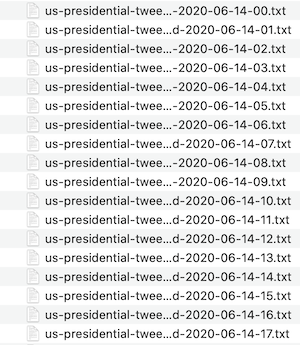 us-presidential-twee...-2020-06-14-00.txt
us-presidential-twee...d-2020-06-14-01.txt
us-presidential-twee...-2020-06-14-02.txt
us-presidential-twee...-2020-06-14-03.txt
us-presidential-twee...-2020-06-14-04.txt
us-presidential-twee...-2020-06-14-05.txt
us-presidential-twee...-2020-06-14-06.txt
us-presidential-twee...d-2020-06-14-07.txt
us-presidential-twee...-2020-06-14-08.txt
us-presidential-twee...-2020-06-14-09.txt
us-presidential-twee...d-2020-06-14-10.txt
us-presidential-twee...d-2020-06-14-11.txt
us-presidential-twee...d-2020-06-14-12.txt
us-presidential-twee...d-2020-06-14-13.txt
us-presidential-twee...d-2020-06-14-14.txt
us-presidential-twee...d-2020-06-14-15.txt
us-presidential-twee...d-2020-06-14-16.txt
us-presidential-twee...d-2020-06-14-17.txt